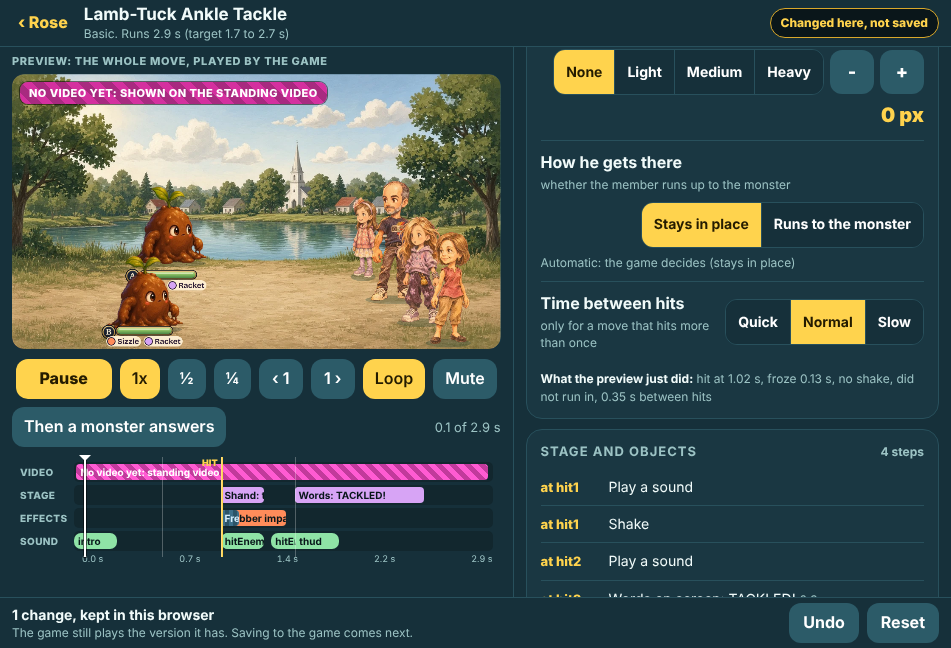 ‹ Rose
Lamb-Tuck Ankle Tackle
Basic. Runs 2.9 s (target 1.7 to 2.7 s)
Changed here, not saved
PREVIEW: THE WHOLE MOVE, PLAYED BY THE GAME
NO VIDEO YET: SHOWN ON THE STANDING VIDEO
A
Racket
B
Sizzle Racket
Pause
1x
½
¼
‹ 1
1 ›
Loop
Mute
Then a monster answers
0.1 of 2.9 s
HIT
VIDEO
No video yet: standing video
STAGE
Words: TACKLED!
EFFECTS
SOUND
intro
hitEnem
thud
0.0 s
0.7 s
1.4 s
2.2 s
2.9 s
None
Light
Medium
Heavy
-
+
0 px
How he gets there
whether the member runs up to the monster
Stays in place
Runs to the monster
Automatic: the game decides (stays in place)
Time between hits
only for a move that hits more
than once
Quick
Normal
Slow
What the preview just did: hit at 1.02 s, froze 0.13 s, no shake, did
not run in, 0.35 s between hits
STAGE AND OBJECTS
4 steps
at hit1 Play a sound
at hit1 Shake
at hit2 Play a sound
1 change, kept in this browser
The game still plays the version it has. Saving to the game comes next.
Undo
Reset